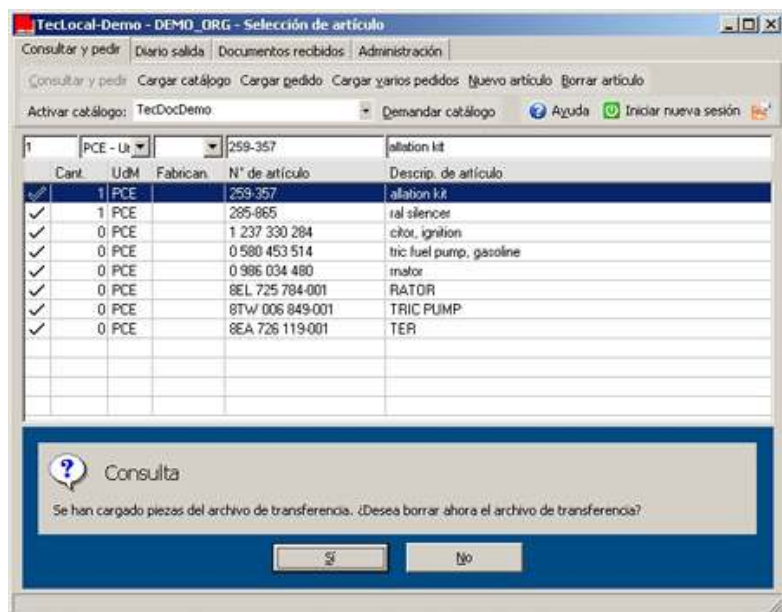 TecLocal-Demo - DEMO_ORG - Selección de artículo
Consultar y pedir Diario salida Documentos recibidos Administración
Consultar y pedir Cargar catálogo Cargar pedido Cargar varios pedidos Nuevo artículo Borrar artículo
Activar catálogo: TecDocDemo Demandar catálogo Ayuda Iniciar nueva sesión
1 PCE - Un 259-357 allation kit
Cant. UdM Fabrican. N° de artículo Descrip. de artículo
1 PCE 259-357 allation kit
1 PCE 285-865 ral silencer
0 PCE 1 237 330 284 citor, ignition
0 PCE 0 580 453 514 tric fuel pump, gasoline
0 PCE 0 986 034 480 rnator
0 PCE 8EL 725 784-001 RATOR
0 PCE 8TW 006 849-001 TRIC PUMP
0 PCE 8EA 726 119-001 TER
Consulta
Se han cargado piezas del archivo de transferencia. ¿Desea borrar ahora el archivo de transferencia?
Sí No